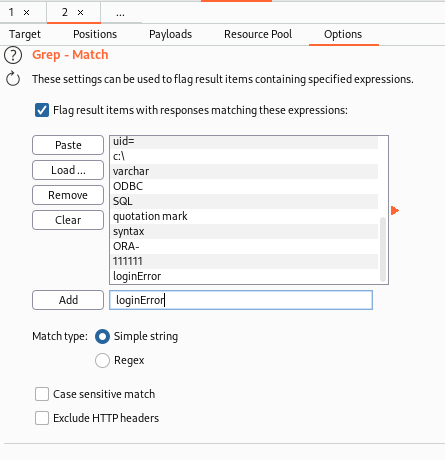 1 × 2 × ...
Target Positions Payloads Resource Pool Options
? Grep - Match
These settings can be used to flag result items containing specified expressions.
Flag result items with responses matching these expressions:
Paste
Load ...
Remove
Clear
uid=
c:\
varchar
ODBC
SQL
quotation mark
syntax
ORA-
111111
loginError
Add loginError
Match type: Simple string
Regex
Case sensitive match
Exclude HTTP headers